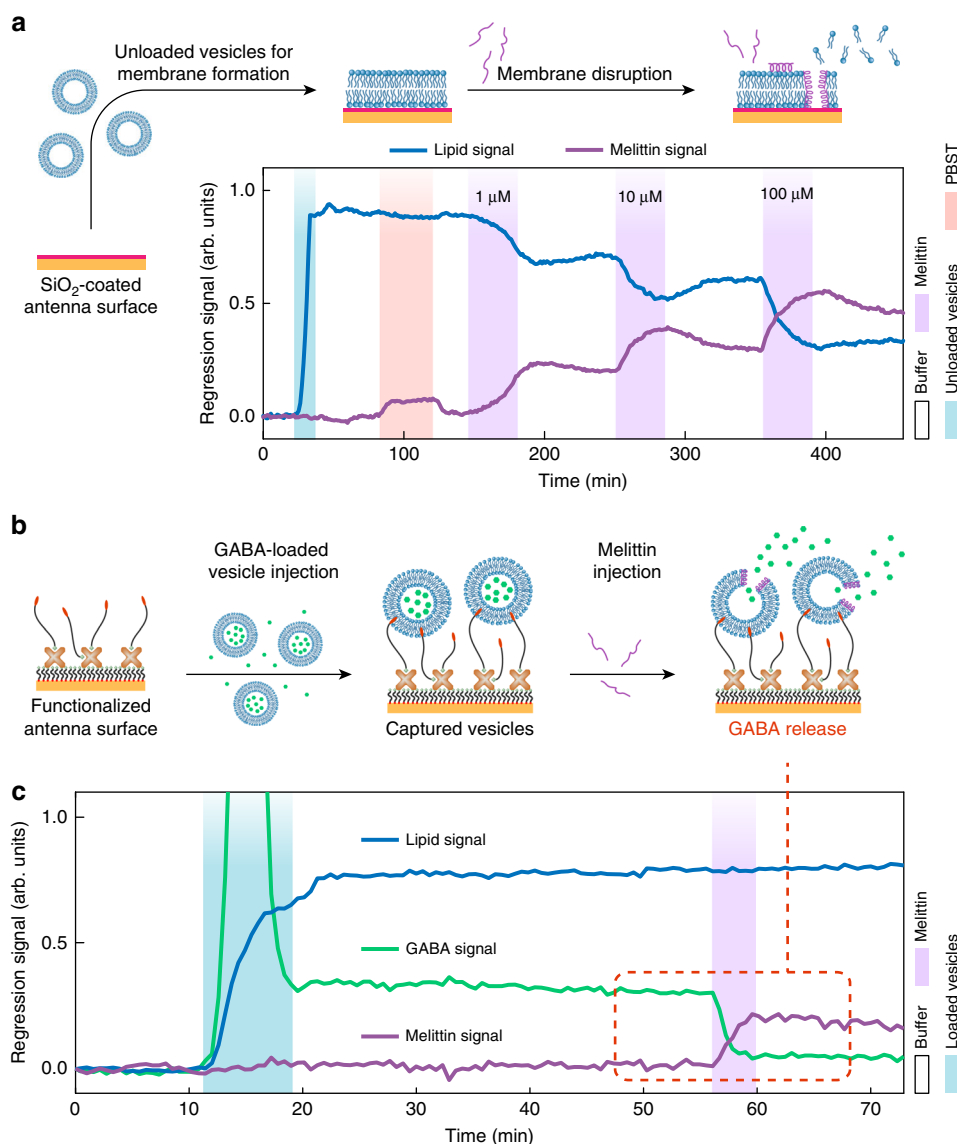 a
Unloaded vesicles for
membrane formation
Membrane disruption
SiO₂-coated
antenna surface
Lipid signal
Melittin signal
1 μM
10 μM
100 μM
Regression signal (arb. units)
1.0
0.5
0.0
0
100
200
300
400
Time (min)
Buffer
Melittin
Unloaded vesicles
PBST
b
GABA-loaded
vesicle injection
Melittin
injection
Functionalized
antenna surface
Captured vesicles
GABA release
c
Lipid signal
GABA signal
Melittin signal
Regression signal (arb. units)
1.0
0.5
0.0
0
10
20
30
40
50
60
70
Time (min)
Buffer
Melittin
Loaded vesicles